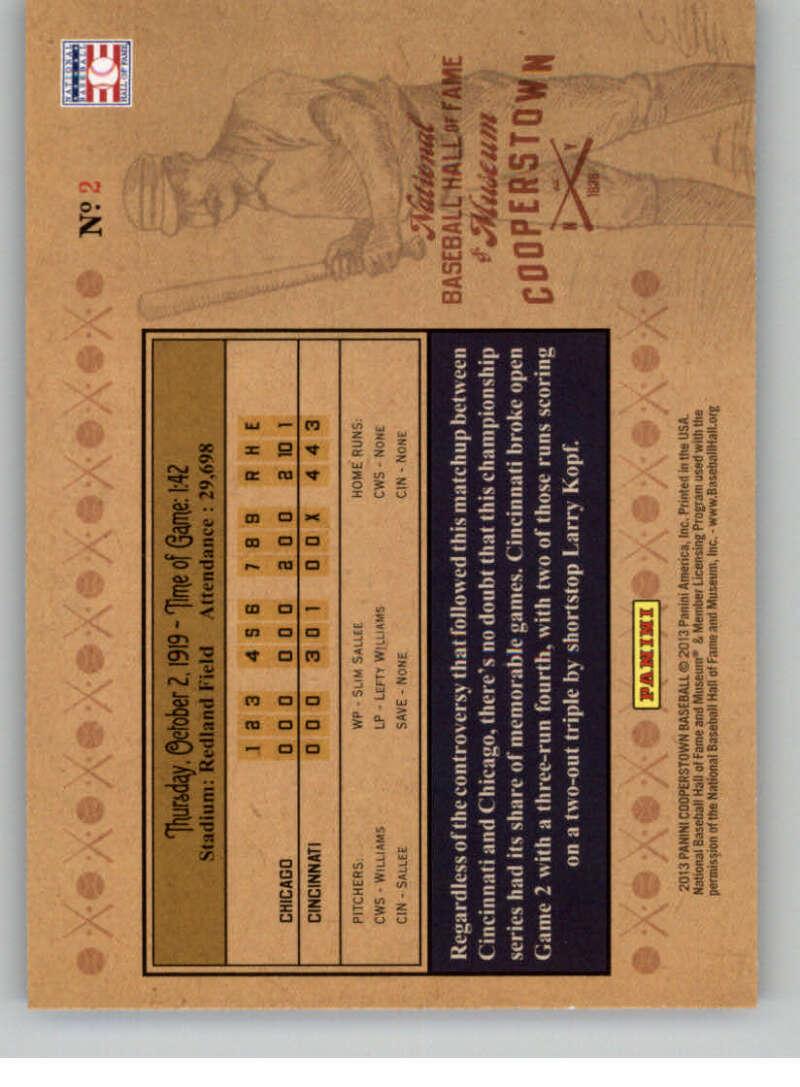 NATIONAL
BASEBALL
HALL OF FAME
Nº 2
National
BASEBALL HALL OF FAME
& Museum
COOPERSTOWN
N Y
1839
Thursday, October 2, 1919 - Time of Game: 1:42
Stadium: Redland Field Attendance : 29,698
1 2 3 4 5 6 7 8 9 R H E
CHICAGO 0 0 0 0 0 0 2 0 0 2 10 1
CINCINNATI 0 0 0 3 0 1 0 0 X 4 4 3
PITCHERS: WP - SLIM SALLEE HOME RUNS:
CWS - WILLIAMS LP - LEFTY WILLIAMS CWS - NONE
CIN - SALLEE SAVE - NONE CIN - NONE
Regardless of the controversy that followed this matchup between
Cincinnati and Chicago, there's no doubt that this championship
series had its share of memorable games. Cincinnati broke open
Game 2 with a three-run fourth, with two of those runs scoring
on a two-out triple by shortstop Larry Kopf.
PANINI
2013 PANINI COOPERSTOWN BASEBALL © 2013 Panini America, Inc. Printed in the USA.
National Baseball Hall of Fame and Museum® & Member Licensing Program used with the
permission of the National Baseball Hall of Fame and Museum, Inc. - www.BaseballHall.org